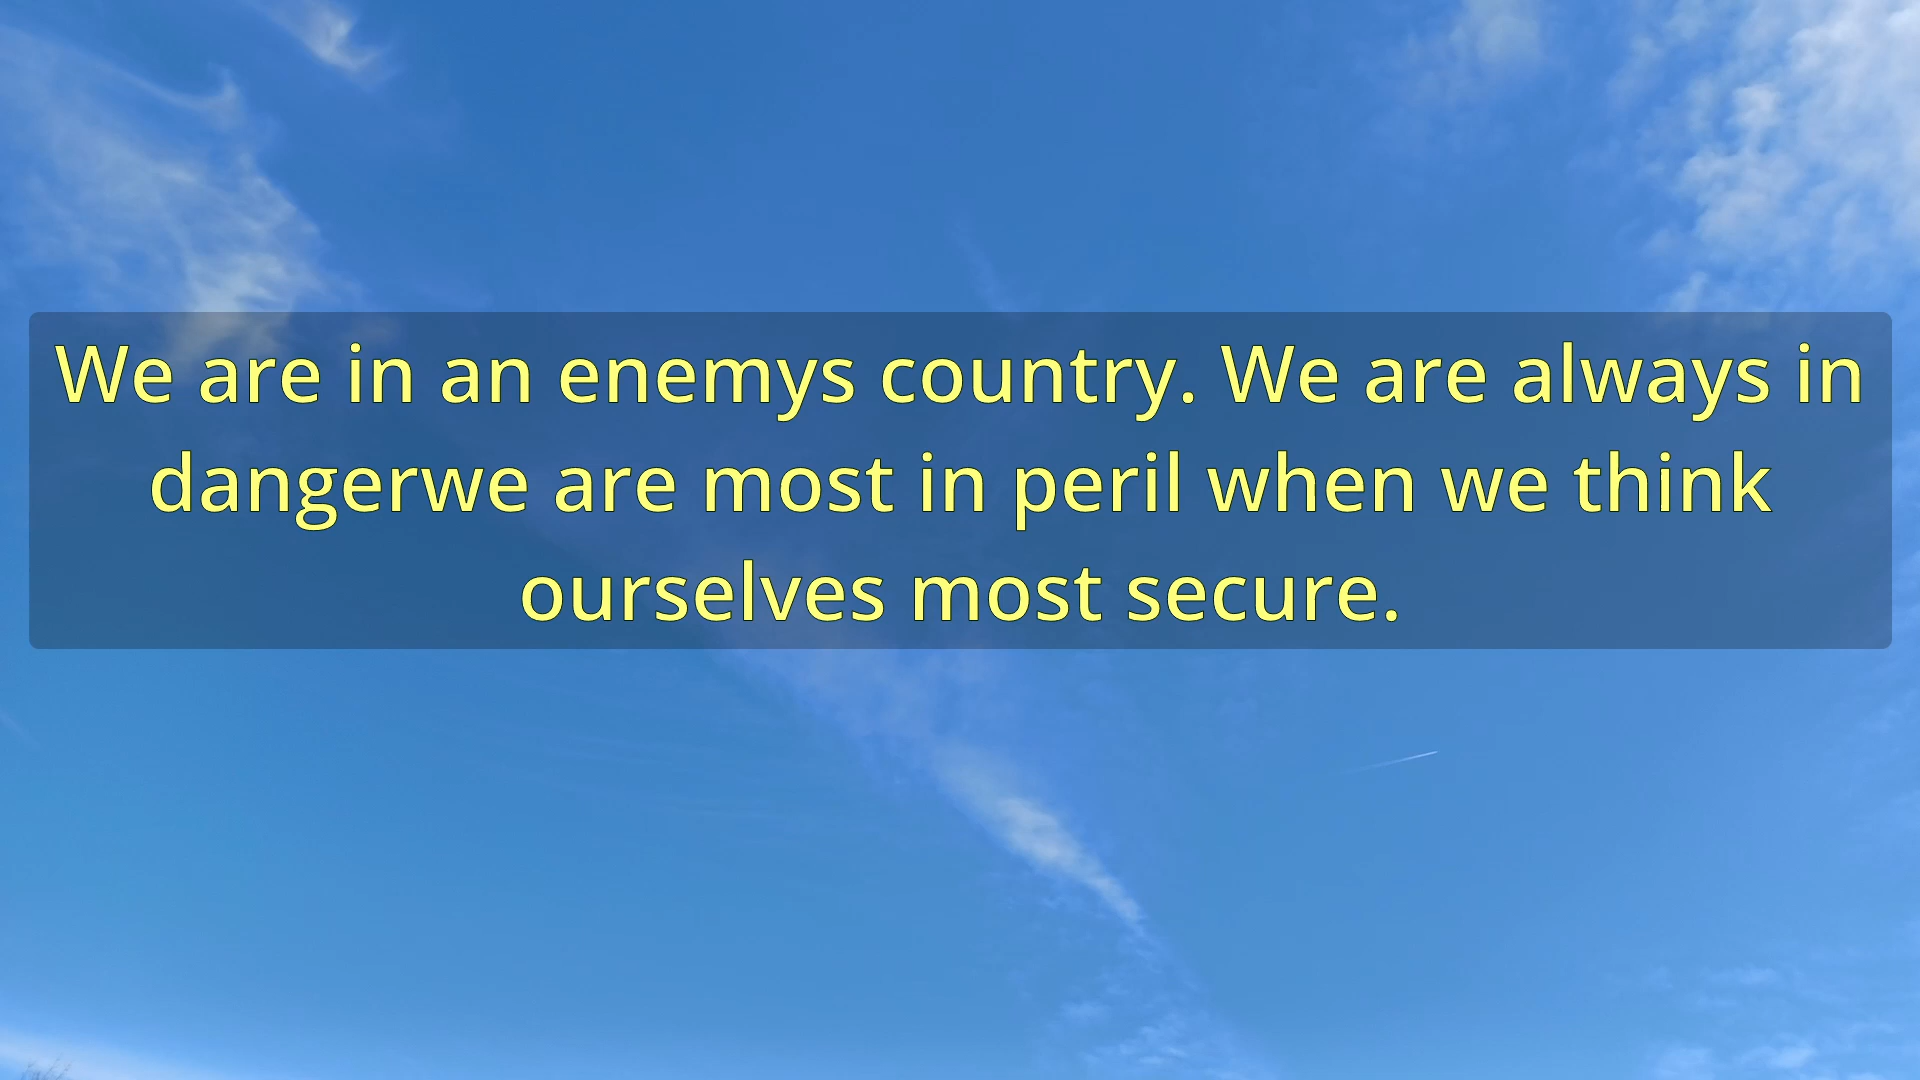 We are in an enemys country. We are always in
dangerwe are most in peril when we think
ourselves most secure.